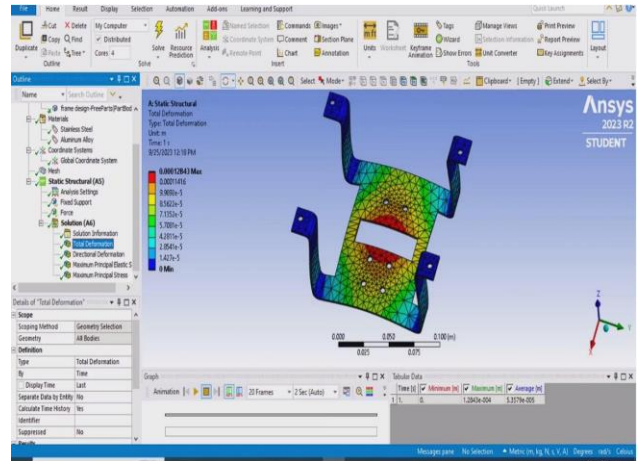 File Home Result Display Selection Automation Add-ons Learning and Support Quick Launch
Cut Delete My Computer
Copy Find Distributed
Paste Tree Cores 4
Duplicate
Outline
Solve Resource Prediction
Solve
Analysis
Named Selection Commands Images
Coordinate System Comment Section Plane
Remote Point Chart Annotation
Insert
Units Worksheet Keyframe Animation
Tags
Wizard
Show Errors
Manage Views
Selection Information
Unit Converter
Print Preview
Report Preview
Key Assignments
Tools
Layout
Outline
Name Search Outline
Select Mode Clipboard [Empty] Extend Select By
frame design-FreeParts|PartBod
Materials
Stainless Steel
Aluminum Alloy
Coordinate Systems
Global Coordinate System
Mesh
Static Structural (A5)
Analysis Settings
Fixed Support
Force
Solution (A6)
Solution Information
Total Deformation
Directional Deformation
Maximum Principal Elastic S
Maximum Principal Stress
A: Static Structural
Total Deformation
Type: Total Deformation
Unit: m
Time: 1 s
9/25/2023 12:18 PM
0.00012843 Max
0.00011416
9.9892e-5
8.5622e-5
7.1352e-5
5.7081e-5
4.2811e-5
2.8541e-5
1.427e-5
0 Min
Ansys
2023 R2
STUDENT
0.000 0.050 0.100 (m)
0.025 0.075
Z
Y
Details of "Total Deformation"
Scope
Scoping Method Geometry Selection
Geometry All Bodies
Definition
Type Total Deformation
By Time
Display Time Last
Separate Data by Entity No
Calculate Time History Yes
Identifier
Suppressed No
Results
Graph
Animation 20 Frames 2 Sec (Auto)
Tabular Data
Time [s] Minimum [m] Maximum [m] Average [m]
1 1. 0. 1.2843e-004 5.3579e-005
Messages pane No Selection Metric (m, kg, N, s, V, A) Degrees rad/s Celsius